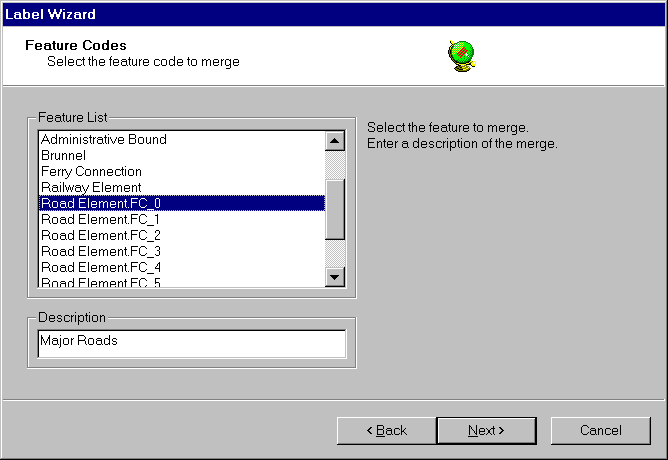 Label Wizard
Feature Codes
Select the feature code to merge
Feature List
Administrative Bound
Brunnel
Ferry Connection
Railway Element
Road Element.FC_0
Road Element.FC_1
Road Element.FC_2
Road Element.FC_3
Road Element.FC_4
Road Element.FC_5
Select the feature to merge.
Enter a description of the merge.
Description
Major Roads
< Back
Next >
Cancel